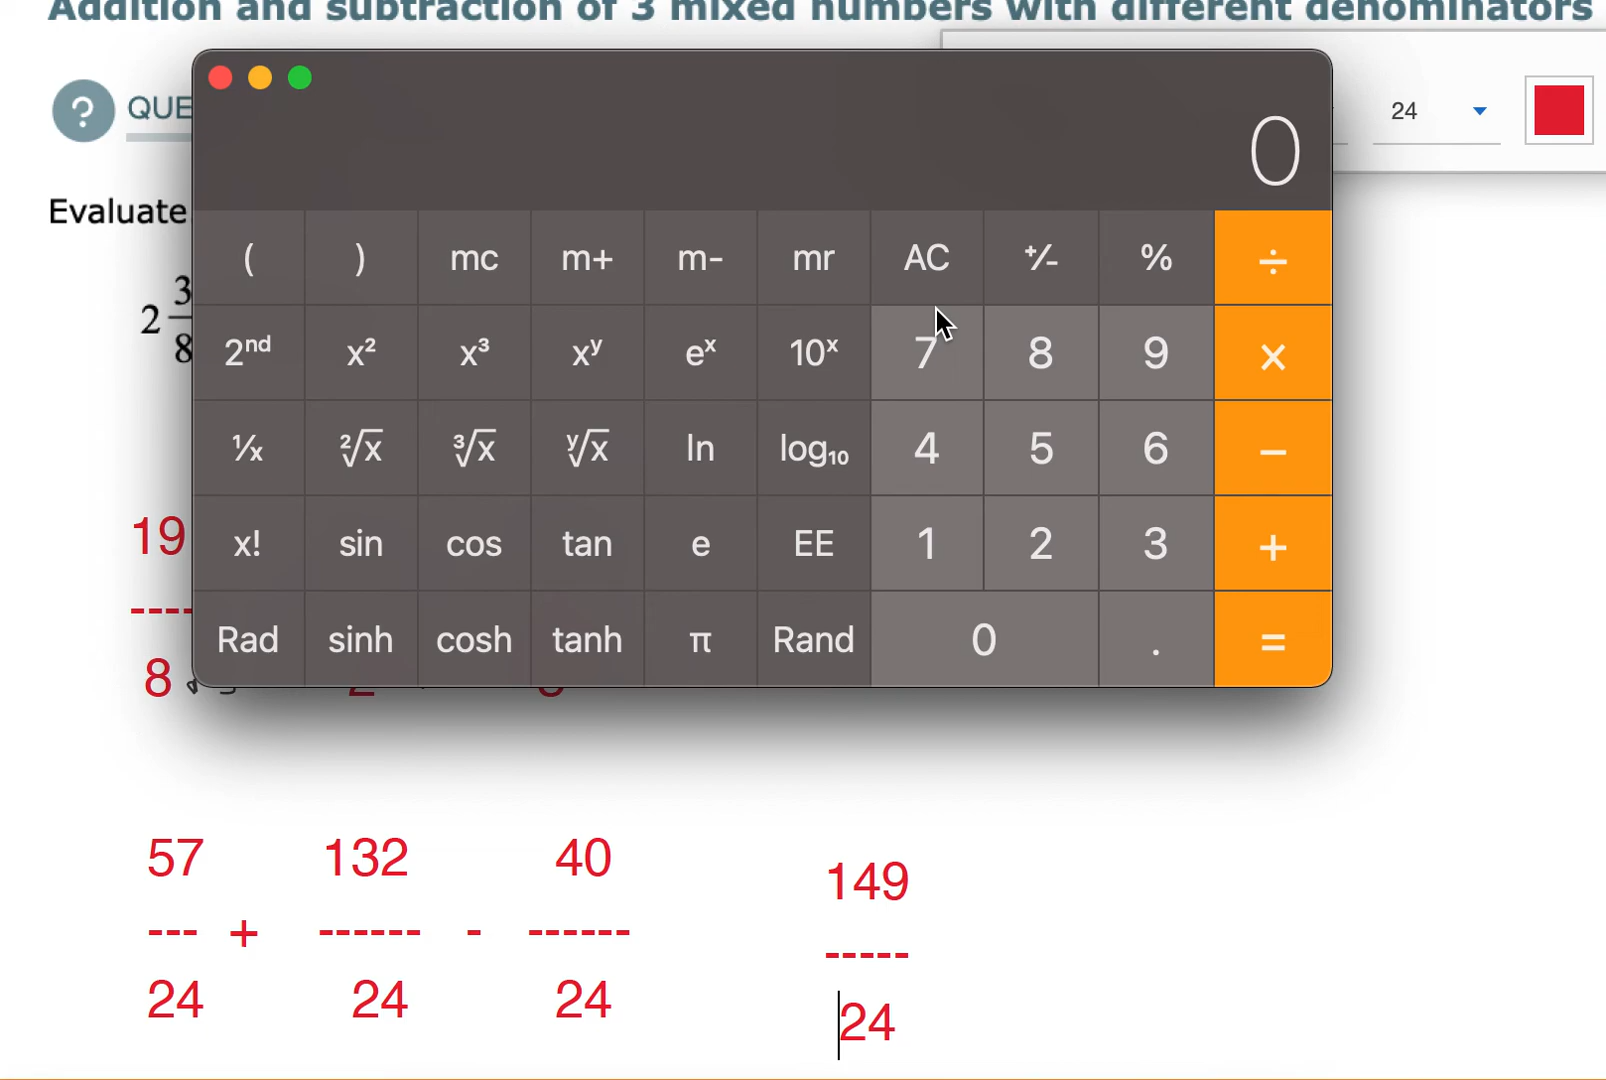 Addition and subtraction of 3 mixed numbers with different denominators
? QUE
24
0
Evaluate
( ) mc m+ m- mr AC +/- % ÷
2 3/8
2nd x² x³ xʸ eˣ 10ˣ 7 8 9 ×
1/x ²√x ³√x ʸ√x ln log₁₀ 4 5 6 −
19
x! sin cos tan e EE 1 2 3 +
----
Rad sinh cosh tanh π Rand 0 . =
8
57 132 40 149
--- + ------ - ------ -----
24 24 24 24